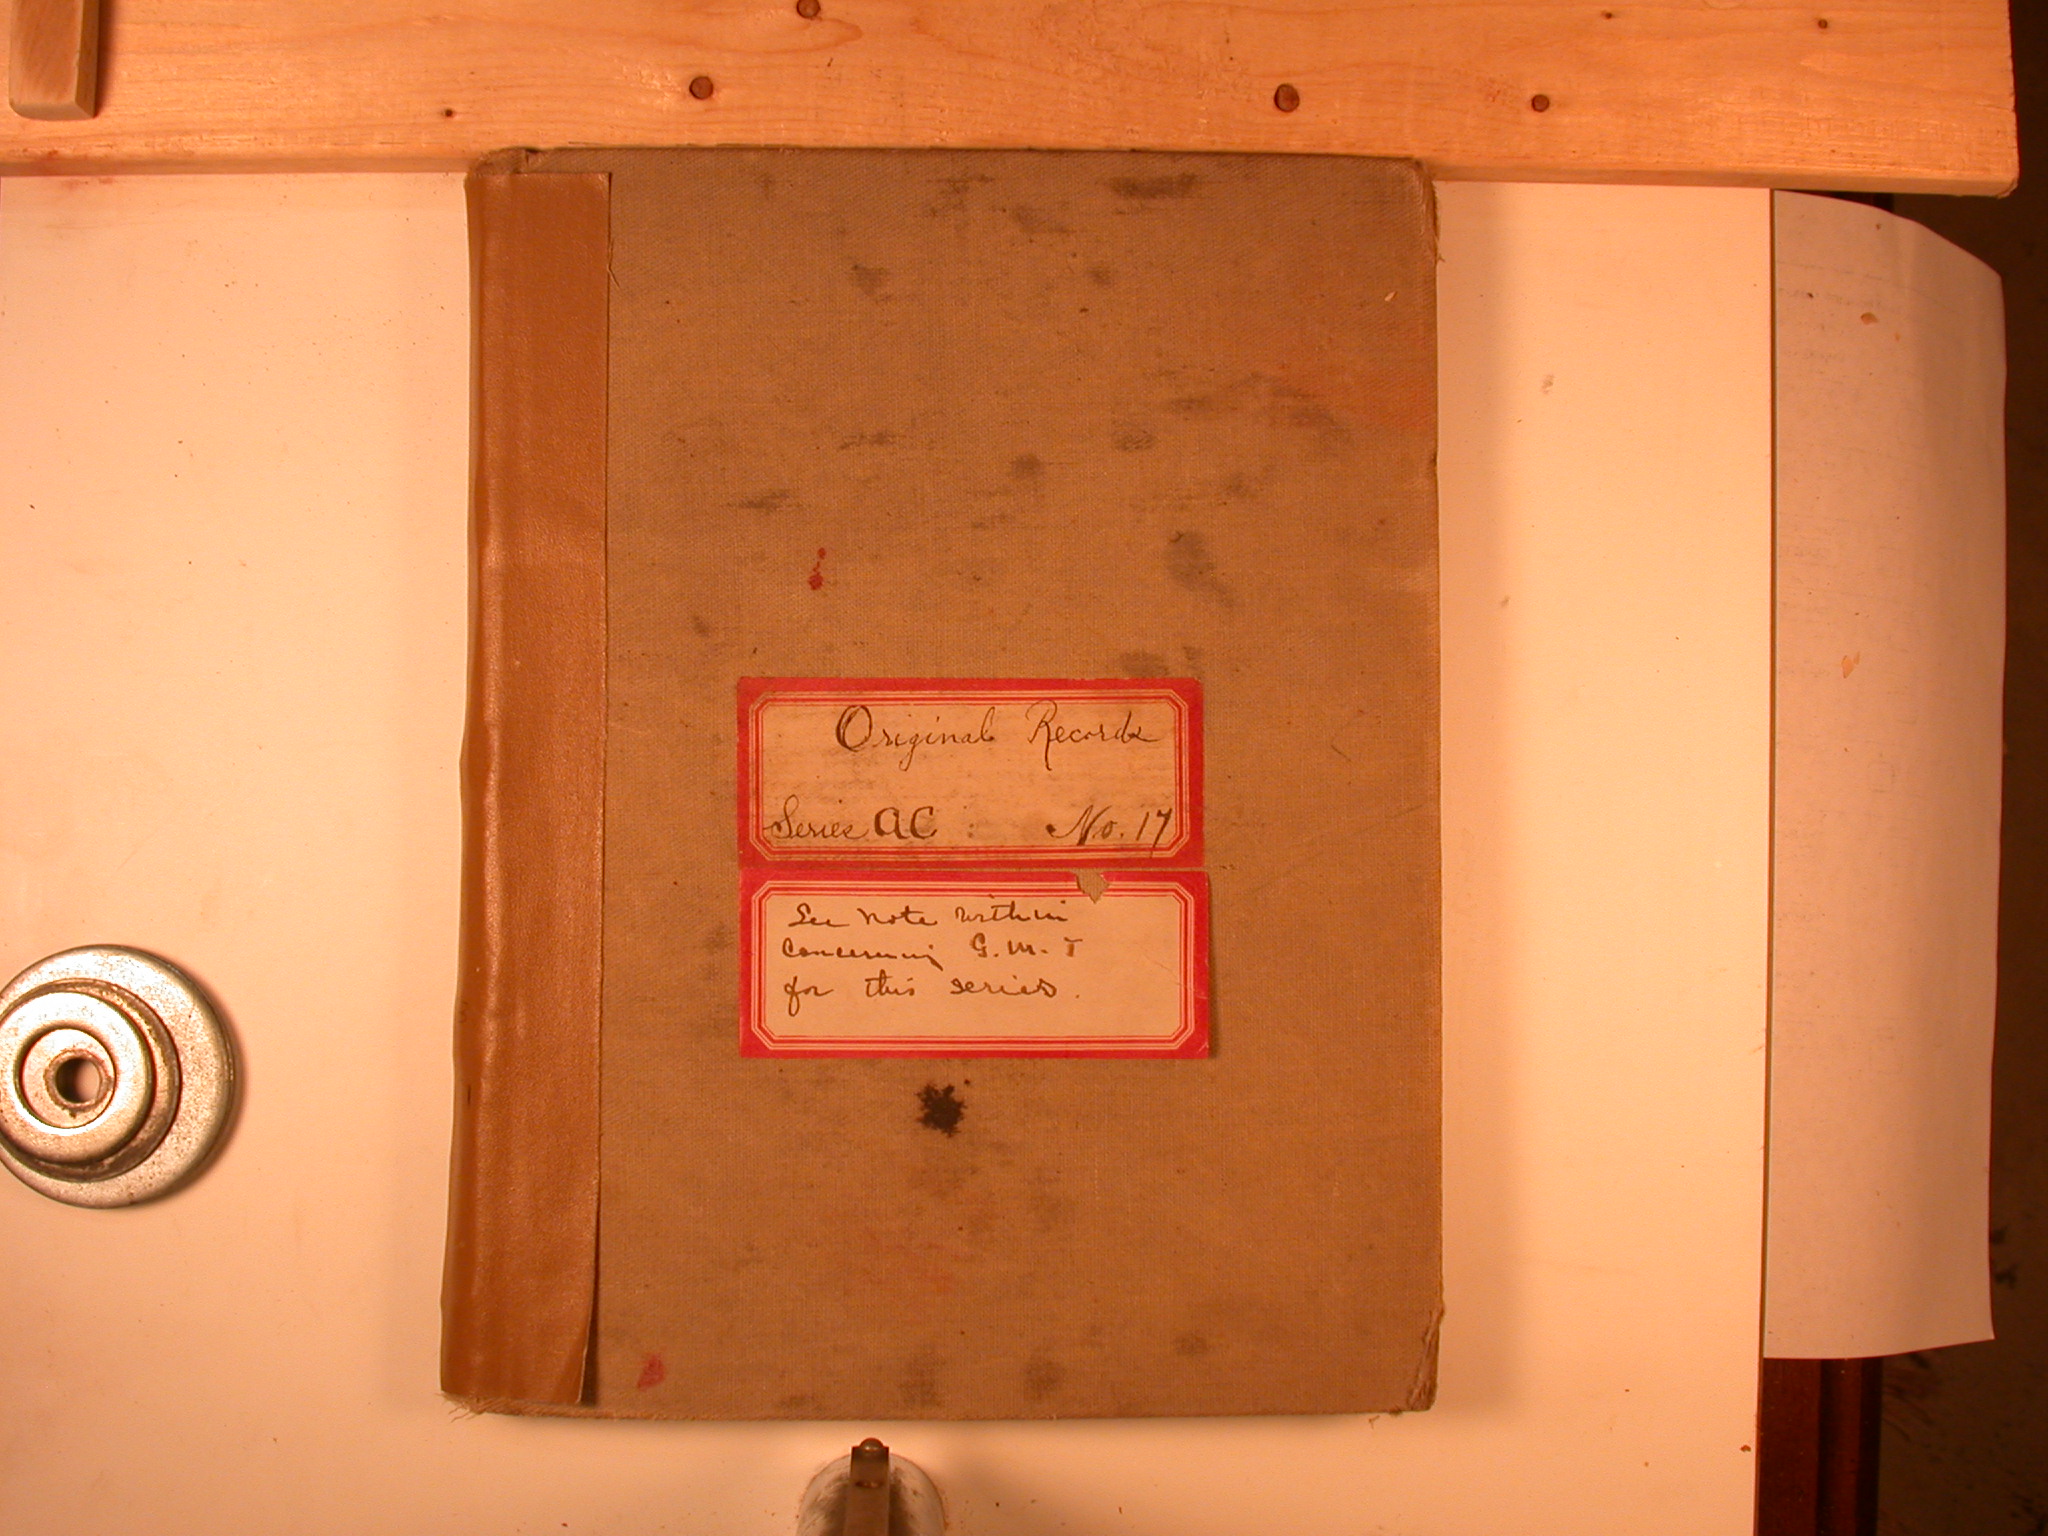 Original Records
Series AC : No. 17
See note within
concerning G.M.T
for this series.